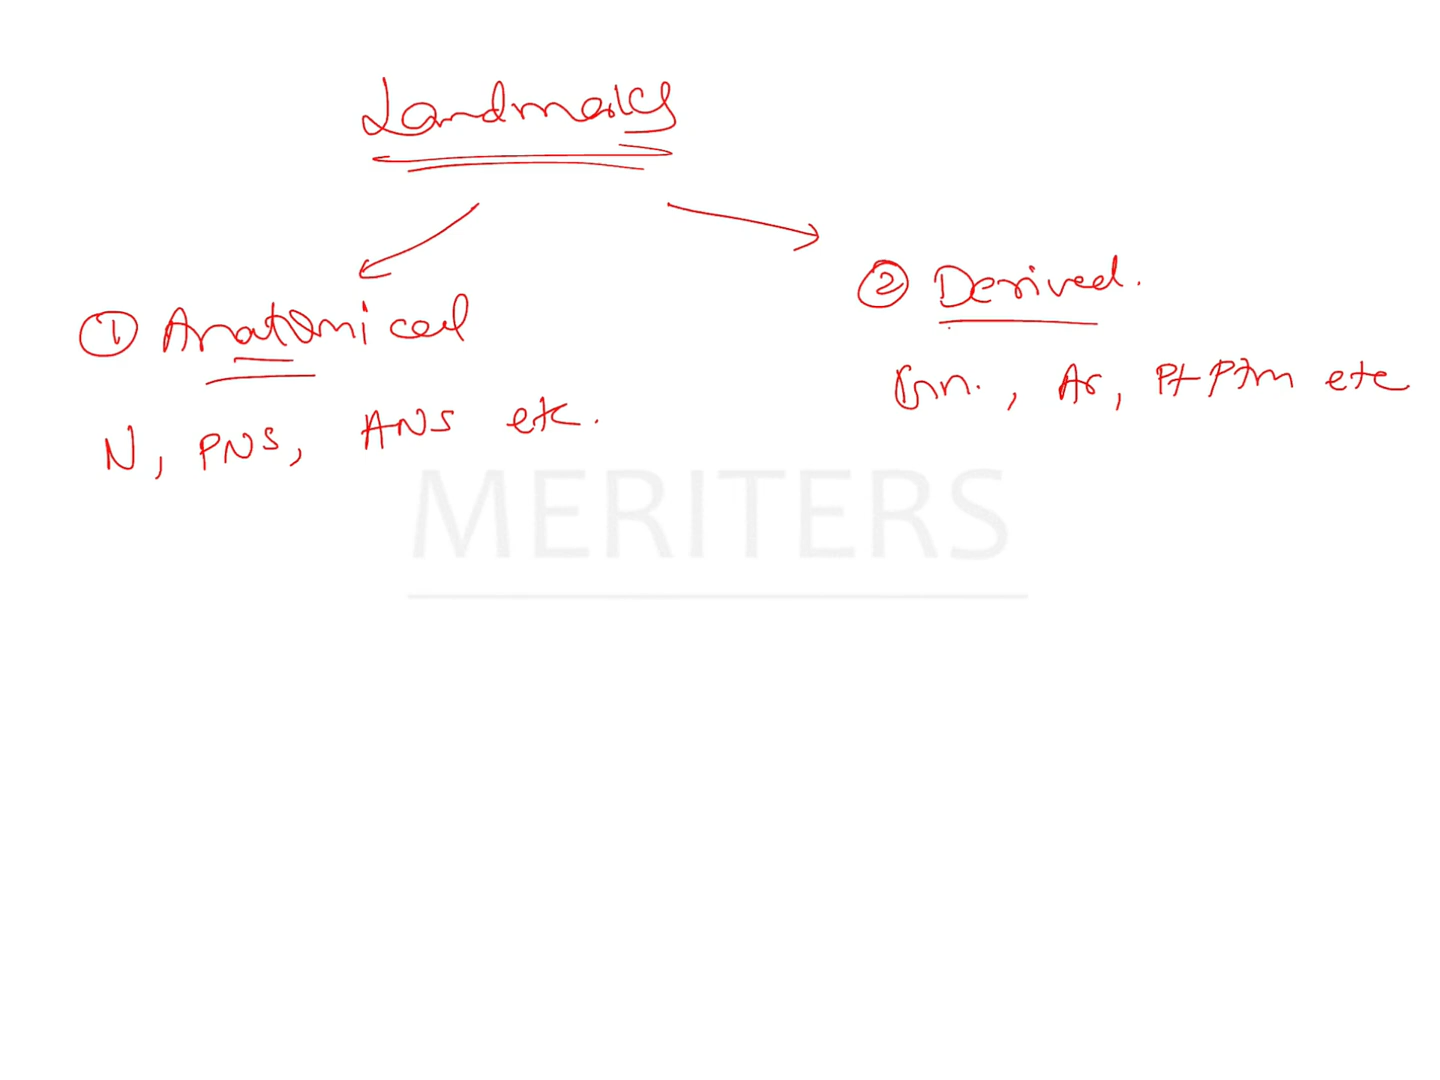 Landmarks
① Anatomical
N, PNS, ANS etc.
② Derived.
Gn., Ar, Pt Ptm etc
MERITERS